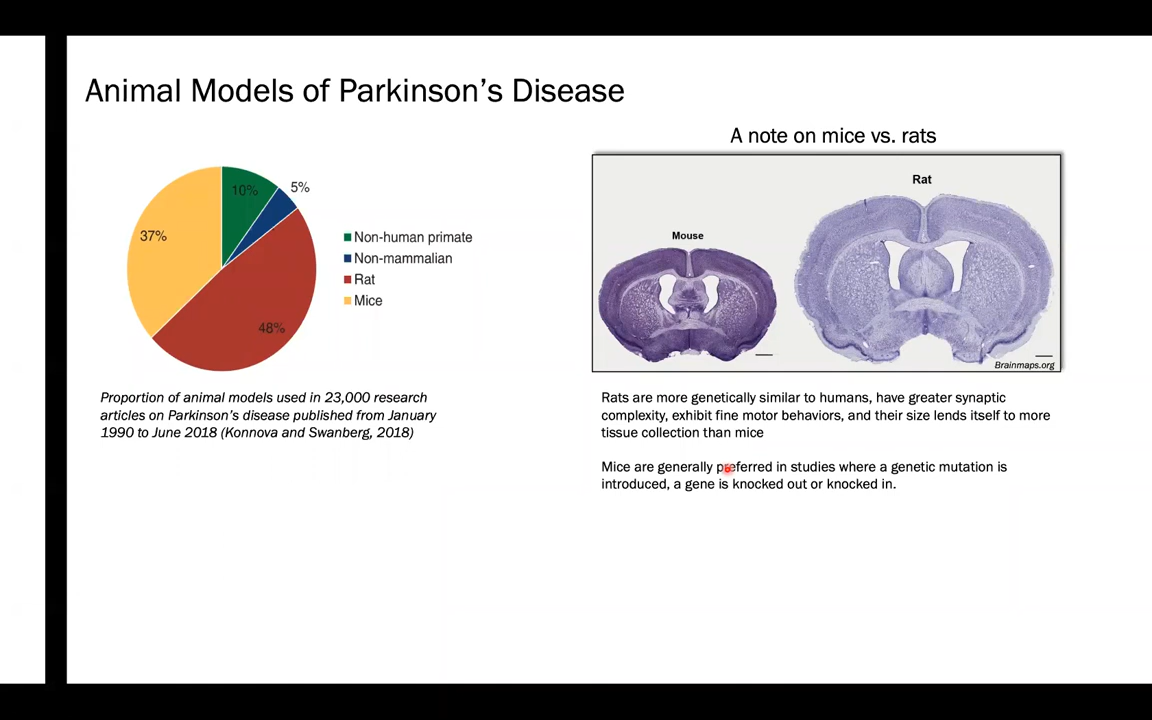 Animal Models of Parkinson's Disease
10%
5%
37%
48%
Non-human primate
Non-mammalian
Rat
Mice
Proportion of animal models used in 23,000 research
articles on Parkinson's disease published from January
1990 to June 2018 (Konnova and Swanberg, 2018)
A note on mice vs. rats
Rat
Mouse
Brainmaps.org
Rats are more genetically similar to humans, have greater synaptic
complexity, exhibit fine motor behaviors, and their size lends itself to more
tissue collection than mice
Mice are generally preferred in studies where a genetic mutation is
introduced, a gene is knocked out or knocked in.